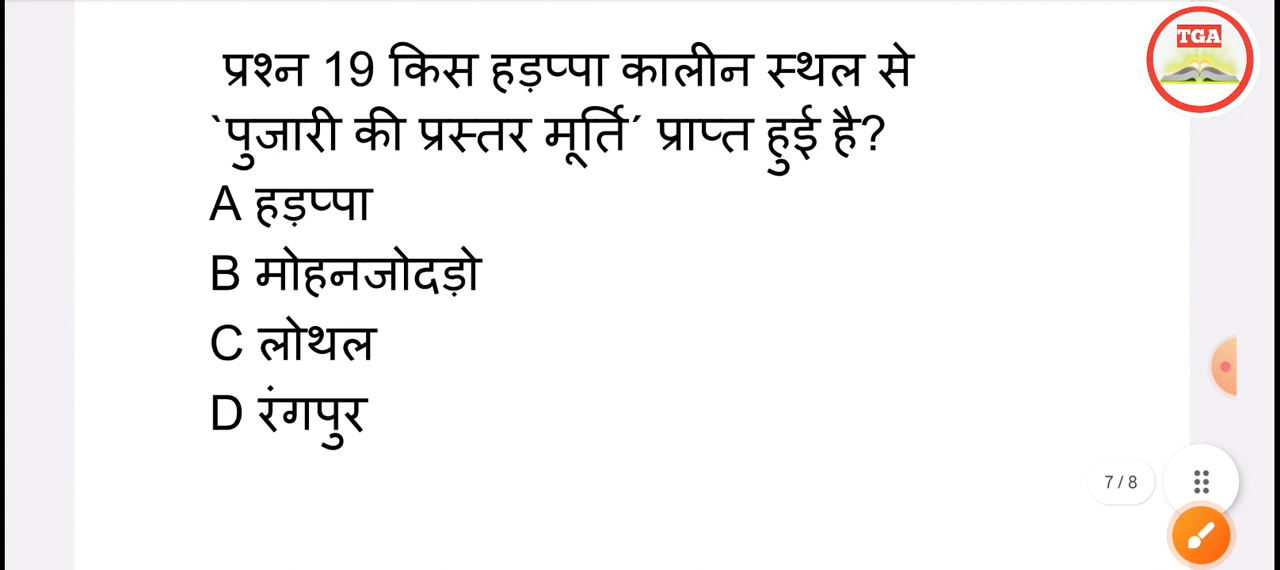 TGA
प्रश्न 19 किस हड़प्पा कालीन स्थल से
`पुजारी की प्रस्तर मूर्ति´ प्राप्त हुई है?
A हड़प्पा
B मोहनजोदड़ो
C लोथल
D रंगपुर
7 / 8